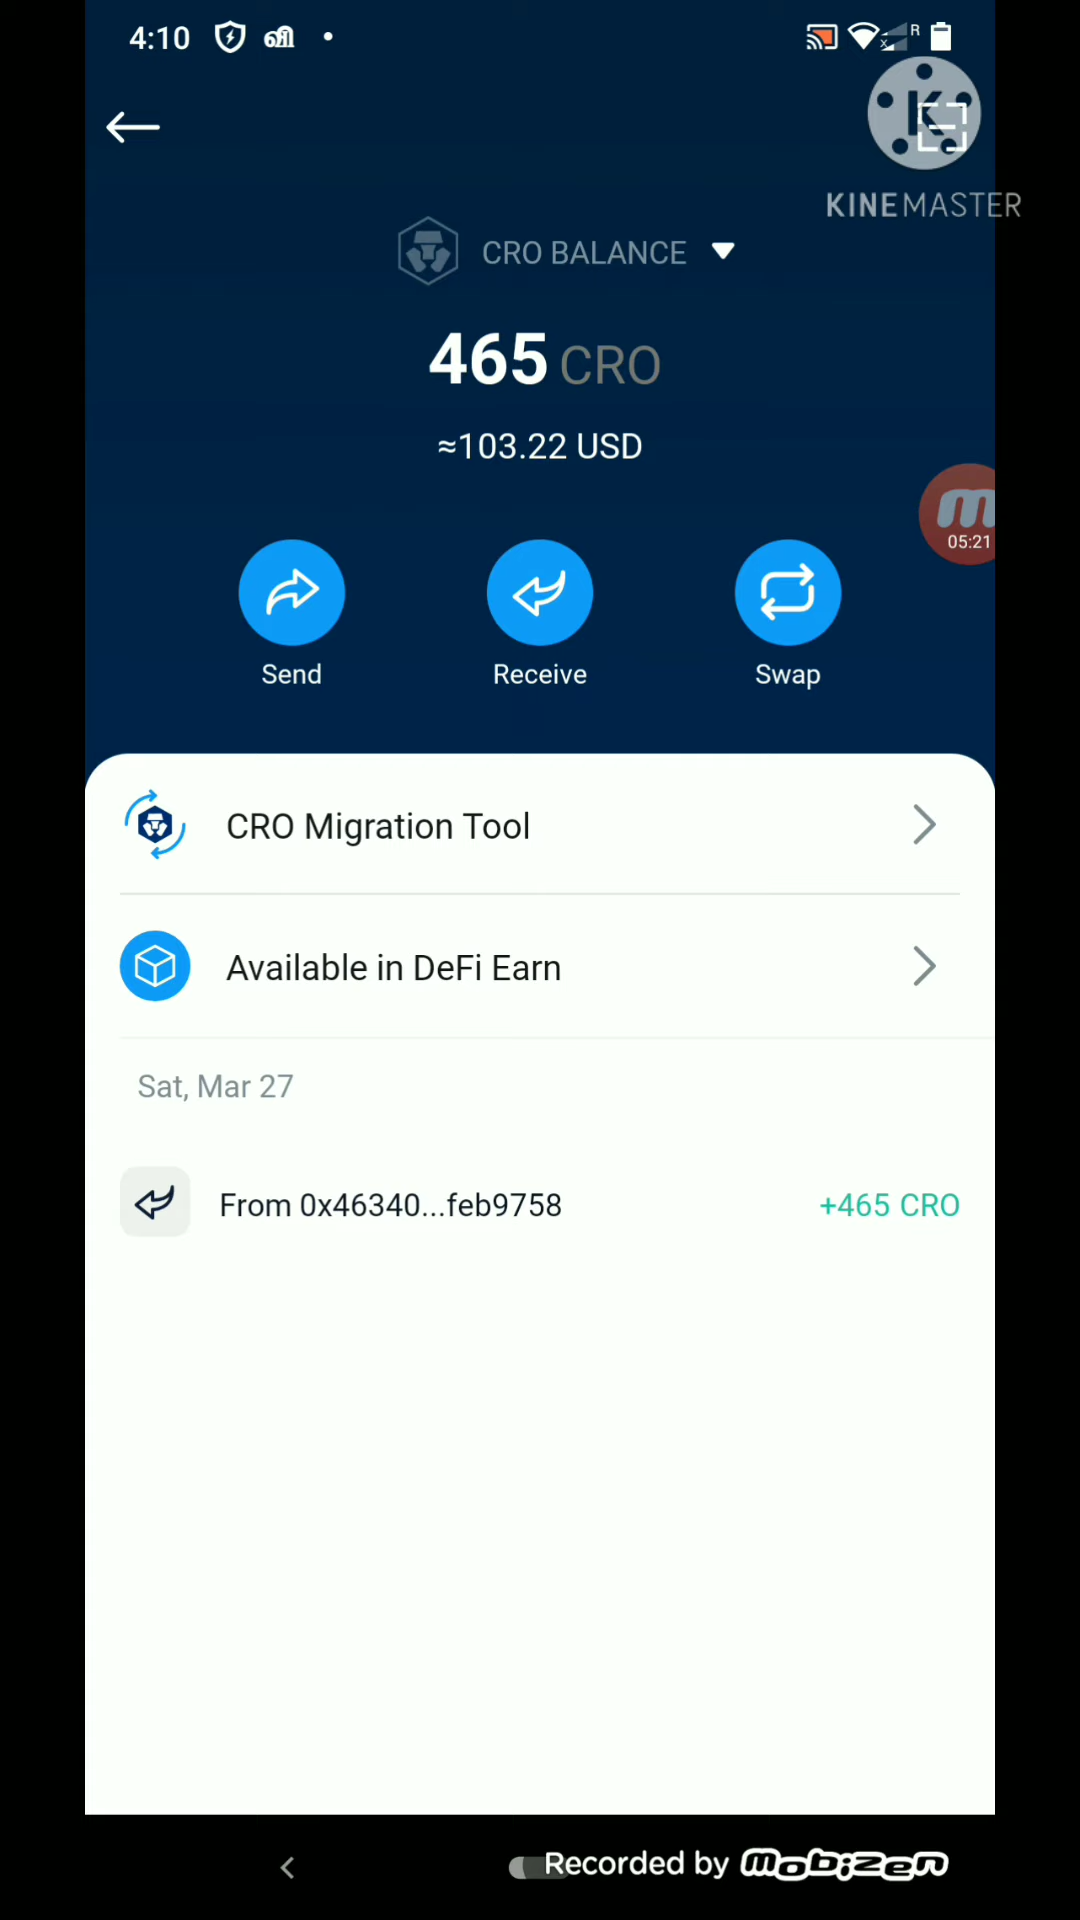 4:10 வி
R
KINEMASTER
CRO BALANCE
465 CRO
≈103.22 USD
05:21
Send Receive Swap
CRO Migration Tool
Available in DeFi Earn
Sat, Mar 27
From 0x46340...feb9758 +465 CRO
Recorded by mobizen